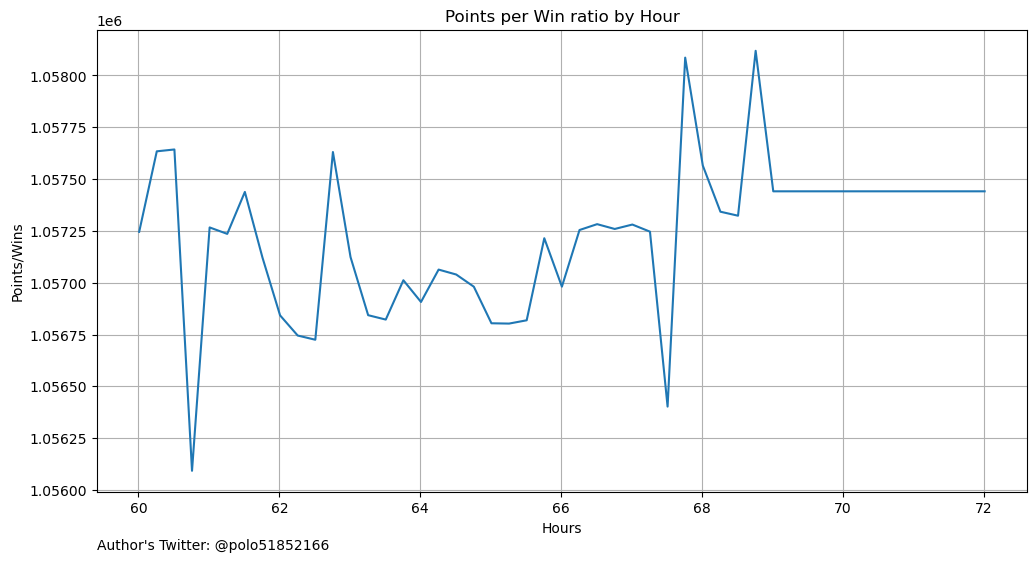 Points per Win ratio by Hour
1e6
1.05800
1.05775
1.05750
1.05725
1.05700
1.05675
1.05650
1.05625
1.05600
Points/Wins
60 62 64 66 68 70 72
Hours
Author's Twitter: @polo51852166